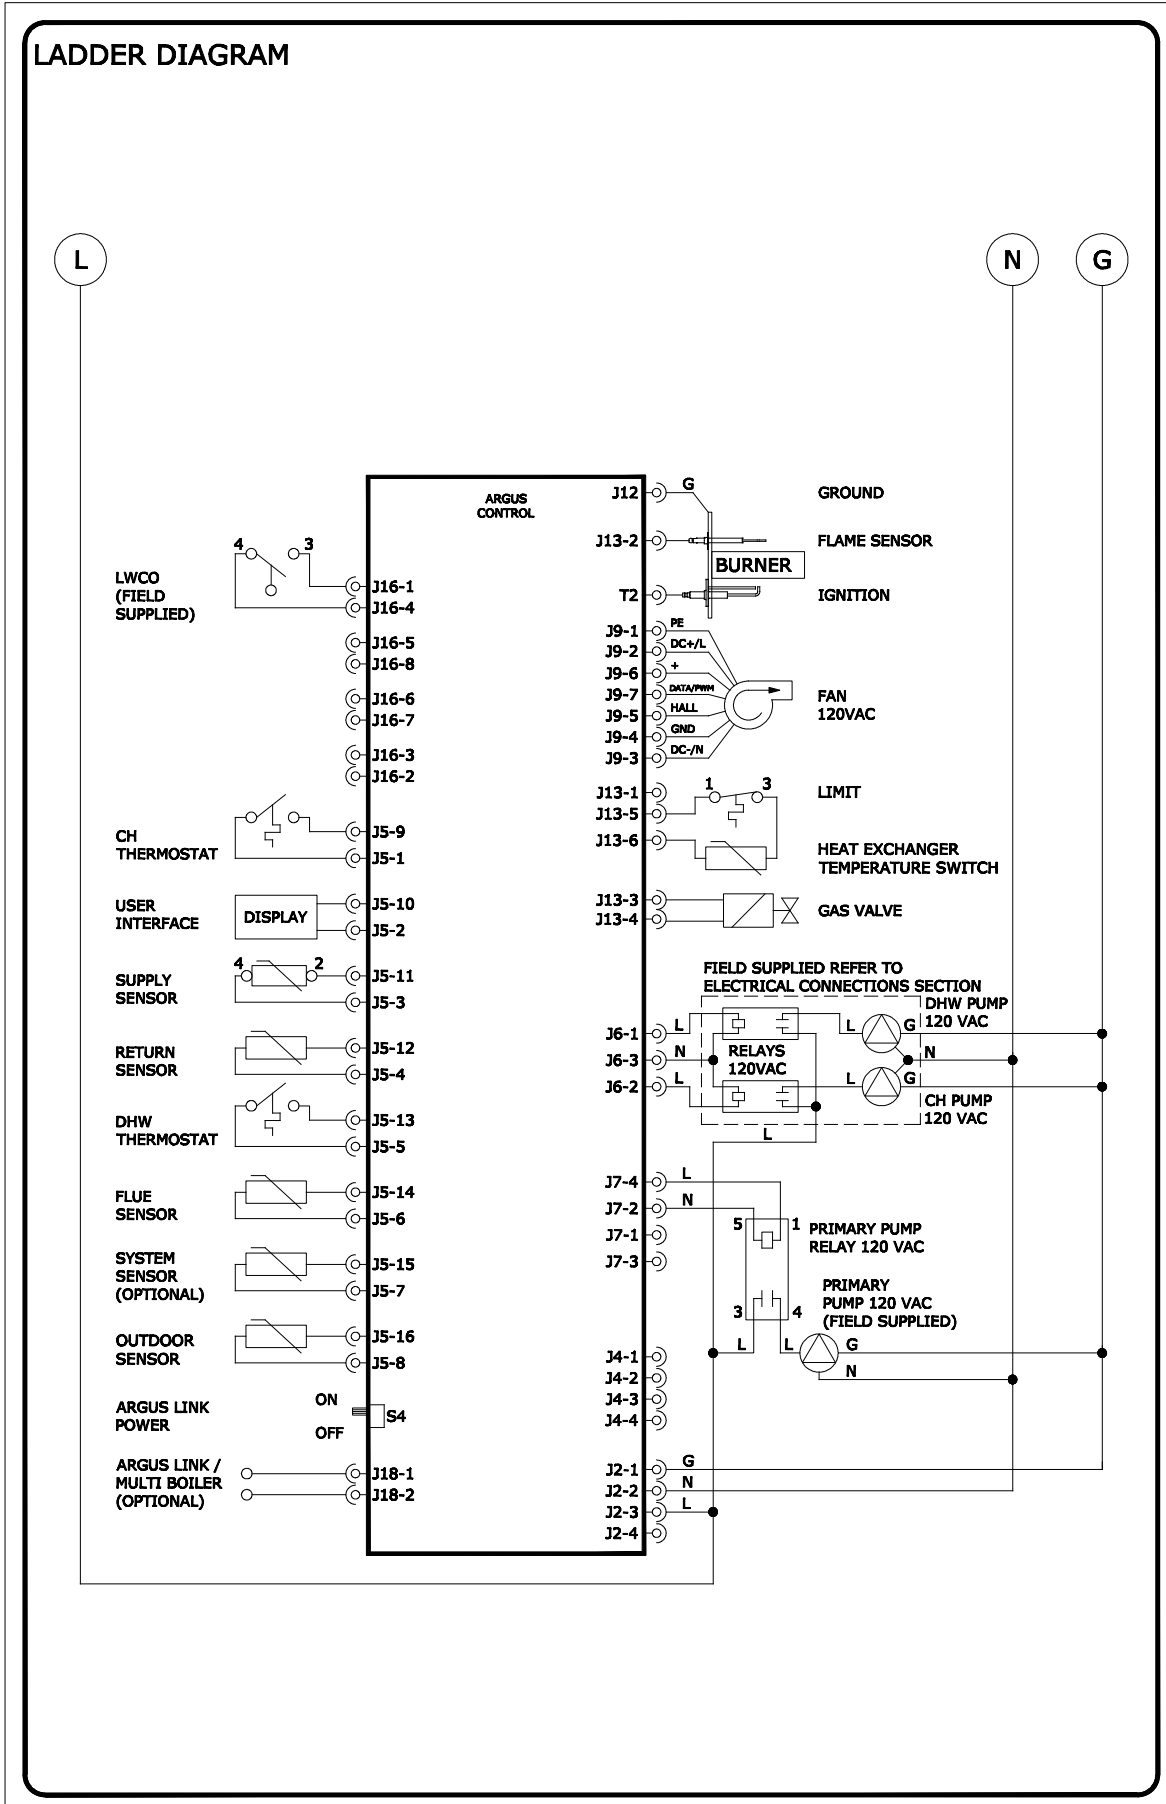 LADDER DIAGRAM
L
N
G
ARGUS
CONTROL
4
3
LWCO
(FIELD
SUPPLIED)
J16-1
J16-4
J16-5
J16-8
J16-6
J16-7
J16-3
J16-2
CH
THERMOSTAT
J5-9
J5-1
USER
INTERFACE
DISPLAY
J5-10
J5-2
SUPPLY
SENSOR
4
2
J5-11
J5-3
RETURN
SENSOR
J5-12
J5-4
DHW
THERMOSTAT
J5-13
J5-5
FLUE
SENSOR
J5-14
J5-6
SYSTEM
SENSOR
(OPTIONAL)
J5-15
J5-7
OUTDOOR
SENSOR
J5-16
J5-8
ARGUS LINK
POWER
ON
OFF
S4
ARGUS LINK /
MULTI BOILER
(OPTIONAL)
J18-1
J18-2
J12
G
GROUND
J13-2
FLAME SENSOR
BURNER
T2
IGNITION
J9-1
PE
J9-2
DC+/L
J9-6
+
J9-7
DATA/PWM
J9-5
HALL
J9-4
GND
J9-3
DC-/N
FAN
120VAC
J13-1
J13-5
J13-6
1
3
LIMIT
HEAT EXCHANGER
TEMPERATURE SWITCH
J13-3
J13-4
GAS VALVE
FIELD SUPPLIED REFER TO
ELECTRICAL CONNECTIONS SECTION
DHW PUMP
120 VAC
J6-1
L
L
G
J6-3
N
RELAYS
120VAC
N
J6-2
L
L
G
CH PUMP
120 VAC
L
J7-4
L
J7-2
N
J7-1
J7-3
5
1
PRIMARY PUMP
RELAY 120 VAC
3
4
PRIMARY
PUMP 120 VAC
(FIELD SUPPLIED)
L
L
G
N
J4-1
J4-2
J4-3
J4-4
J2-1
G
J2-2
N
J2-3
L
J2-4